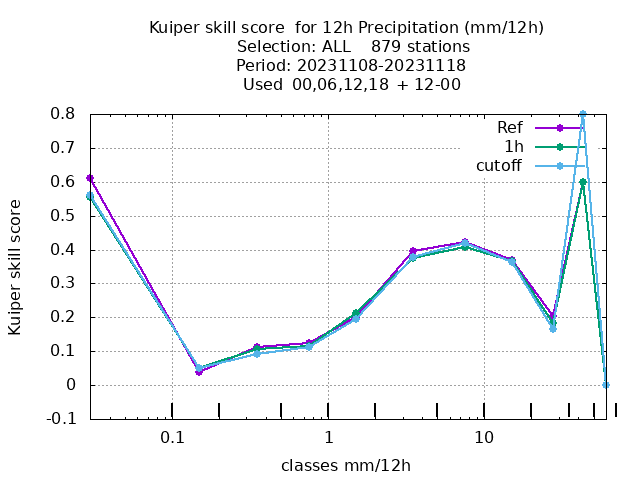 Kuiper skill score  for 12h Precipitation (mm/12h)
Selection: ALL    879 stations
Period: 20231108-20231118
Used  00,06,12,18  + 12-00
Ref
1h
cutoff
Kuiper skill score
0.8
0.7
0.6
0.5
0.4
0.3
0.2
0.1
0
-0.1
0.1
1
10
classes mm/12h